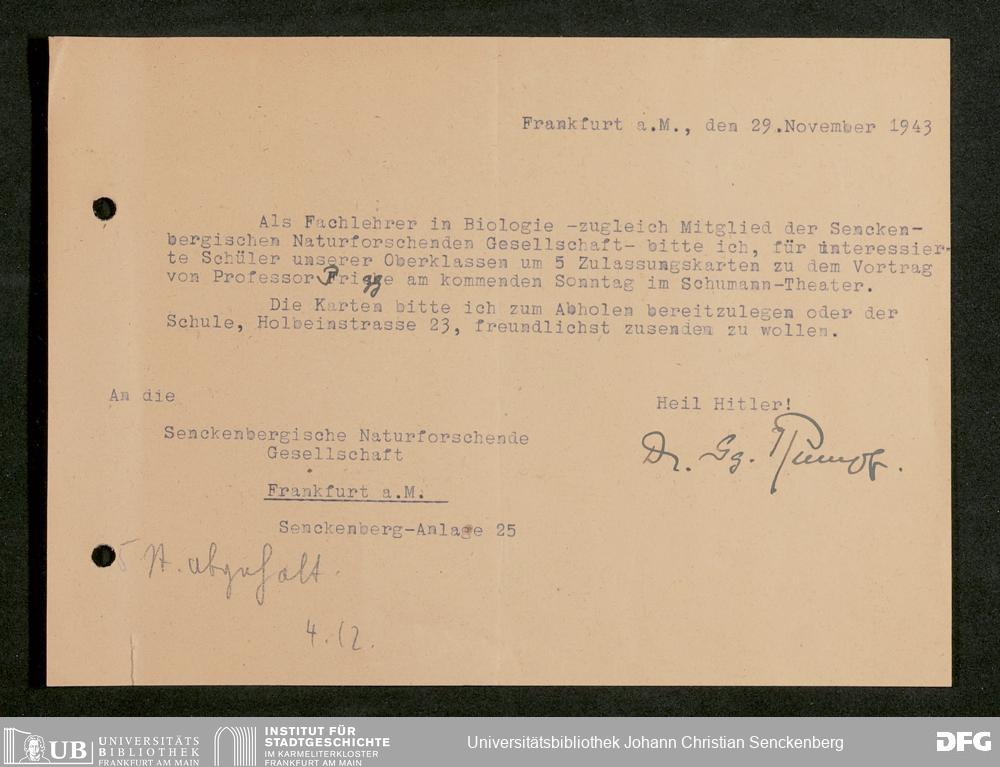 Frankfurt a.M., den 29.November 1943
Als Fachlehrer in Biologie -zugleich Mitglied der Sencken-
bergischen Naturforschenden Gesellschaft- bitte ich, für interessier-
te Schüler unserer Oberklassen um 5 Zulassungskarten zu dem Vortrag
von Professor Frigge am kommenden Sonntag im Schumann-Theater.
Die Karten bitte ich zum Abholen bereitzulegen oder der
Schule, Holbeinstrasse 23, freundlichst zusenden zu wollen.
An die
Heil Hitler!
Senckenbergische Naturforschende
Gesellschaft
Dr. Gg.
Frankfurt a.M.
Senckenberg-Anlage 25
5 St. abgeholt.
4.12.
UB UNIVERSITÄTS
BIBLIOTHEK
FRANKFURT AM MAIN
INSTITUT FÜR
STADTGESCHICHTE
IM KARMELITERKLOSTER
FRANKFURT AM MAIN
Universitätsbibliothek Johann Christian Senckenberg
DFG